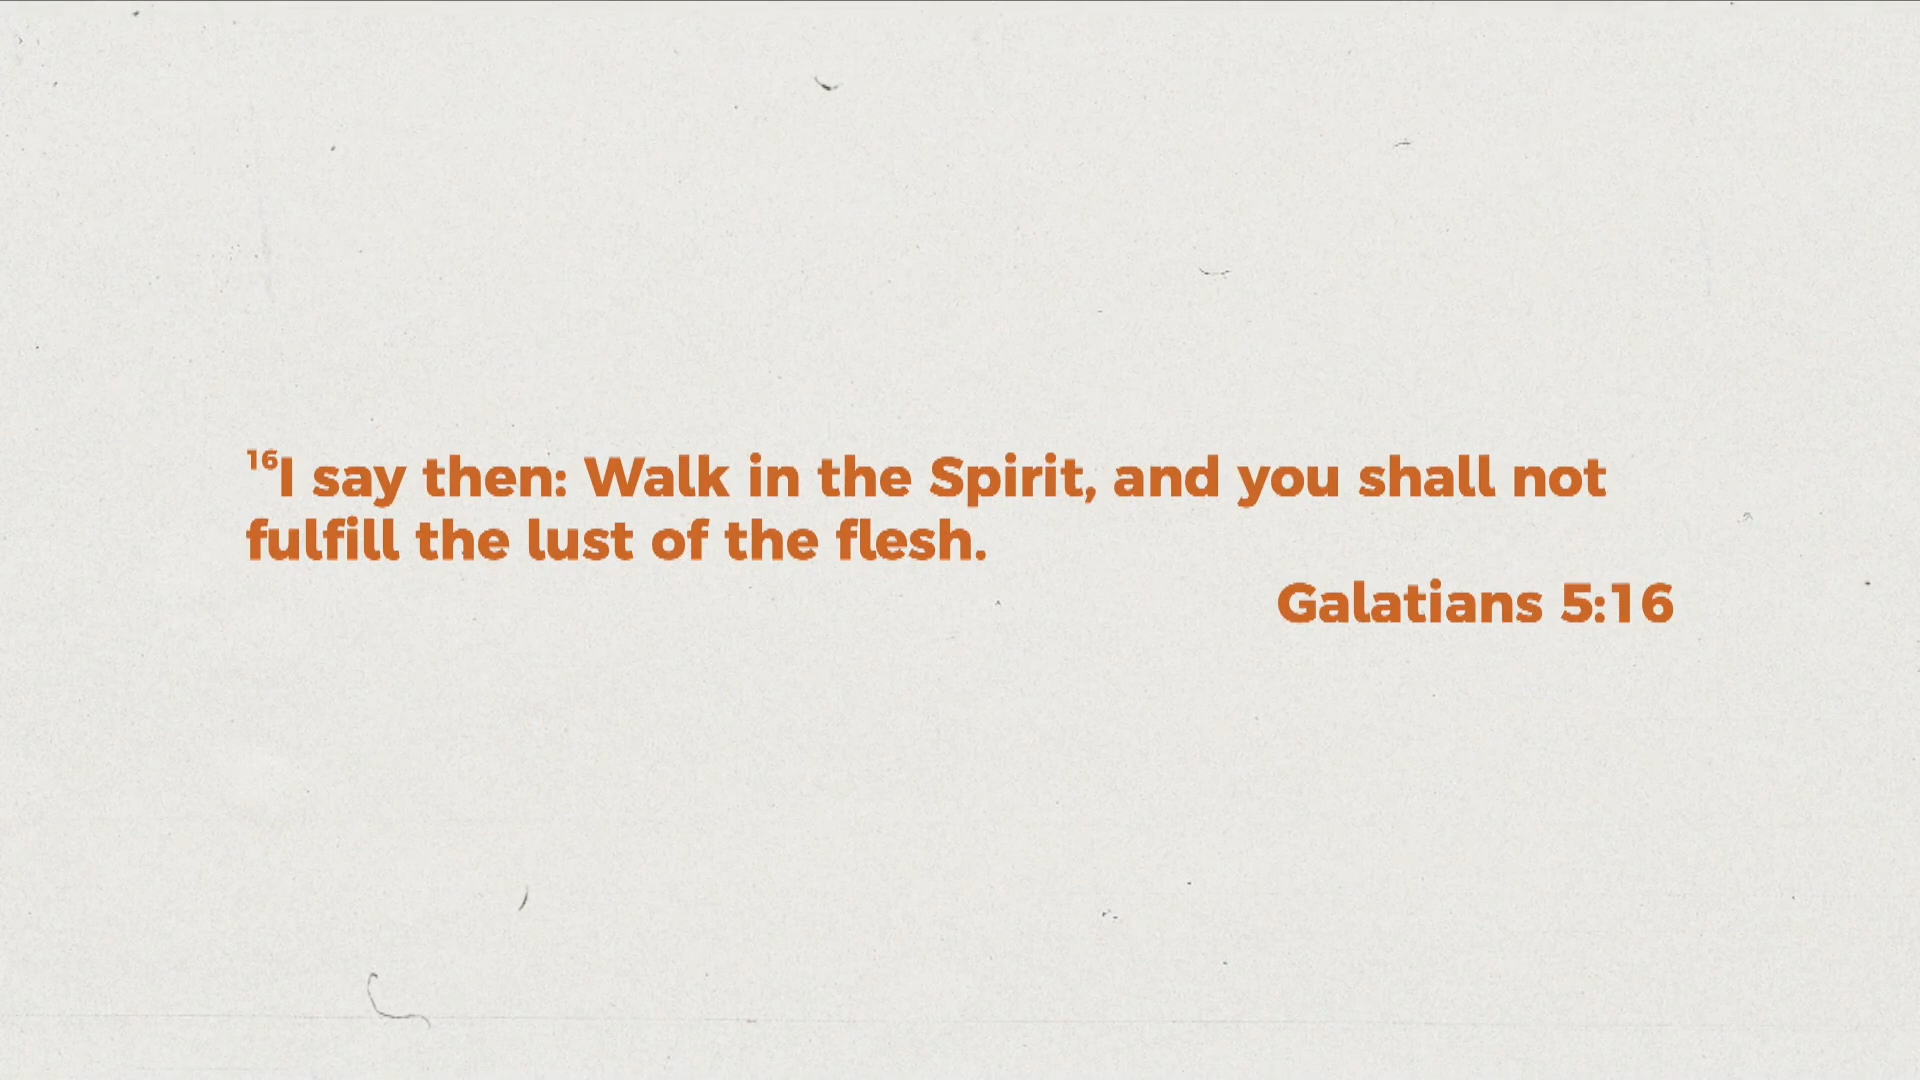 ¹⁶I say then: Walk in the Spirit, and you shall not
fulfill the lust of the flesh.
Galatians 5:16